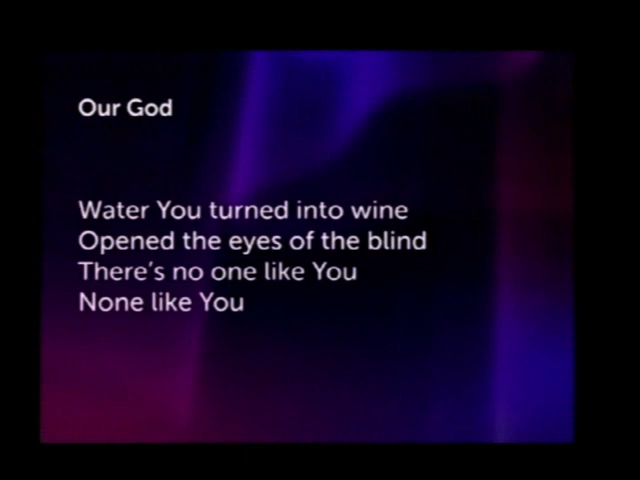 Our God
Water You turned into wine
Opened the eyes of the blind
There's no one like You
None like You